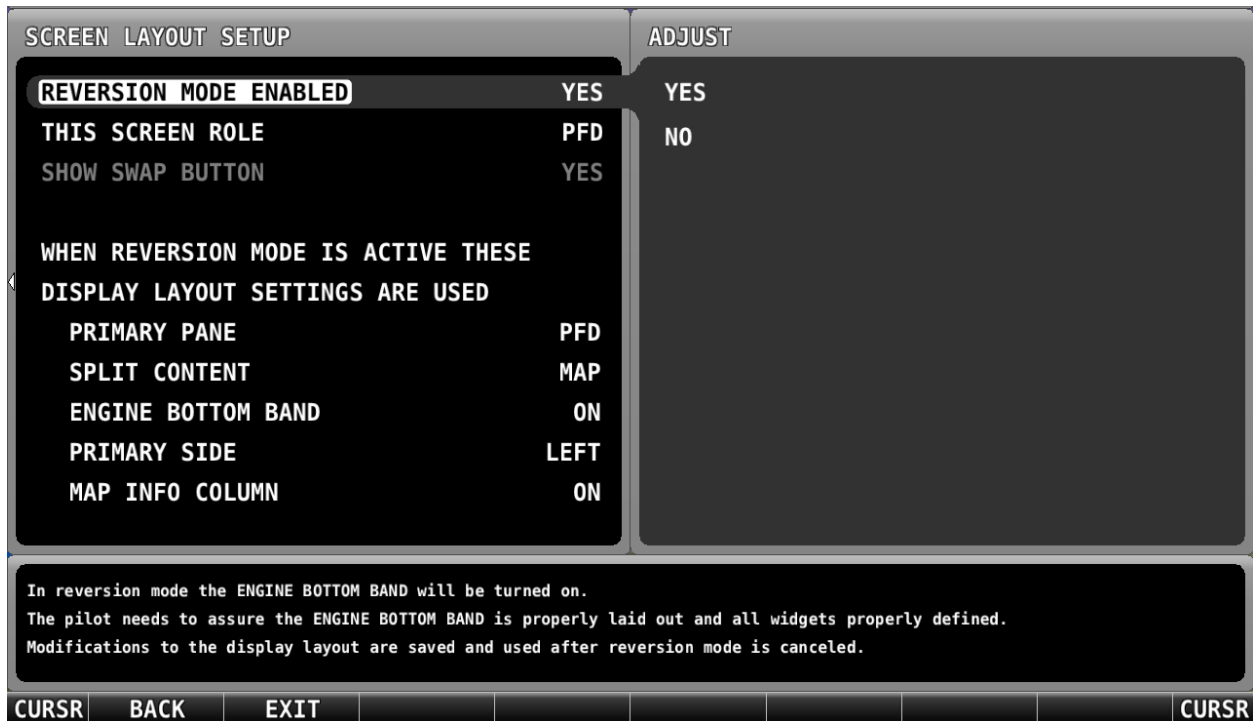 SCREEN LAYOUT SETUP
REVERSION MODE ENABLED YES
THIS SCREEN ROLE PFD
SHOW SWAP BUTTON YES
WHEN REVERSION MODE IS ACTIVE THESE
DISPLAY LAYOUT SETTINGS ARE USED
PRIMARY PANE PFD
SPLIT CONTENT MAP
ENGINE BOTTOM BAND ON
PRIMARY SIDE LEFT
MAP INFO COLUMN ON
ADJUST
YES
NO
In reversion mode the ENGINE BOTTOM BAND will be turned on.
The pilot needs to assure the ENGINE BOTTOM BAND is properly laid out and all widgets properly defined.
Modifications to the display layout are saved and used after reversion mode is canceled.
CURSR BACK EXIT CURSR